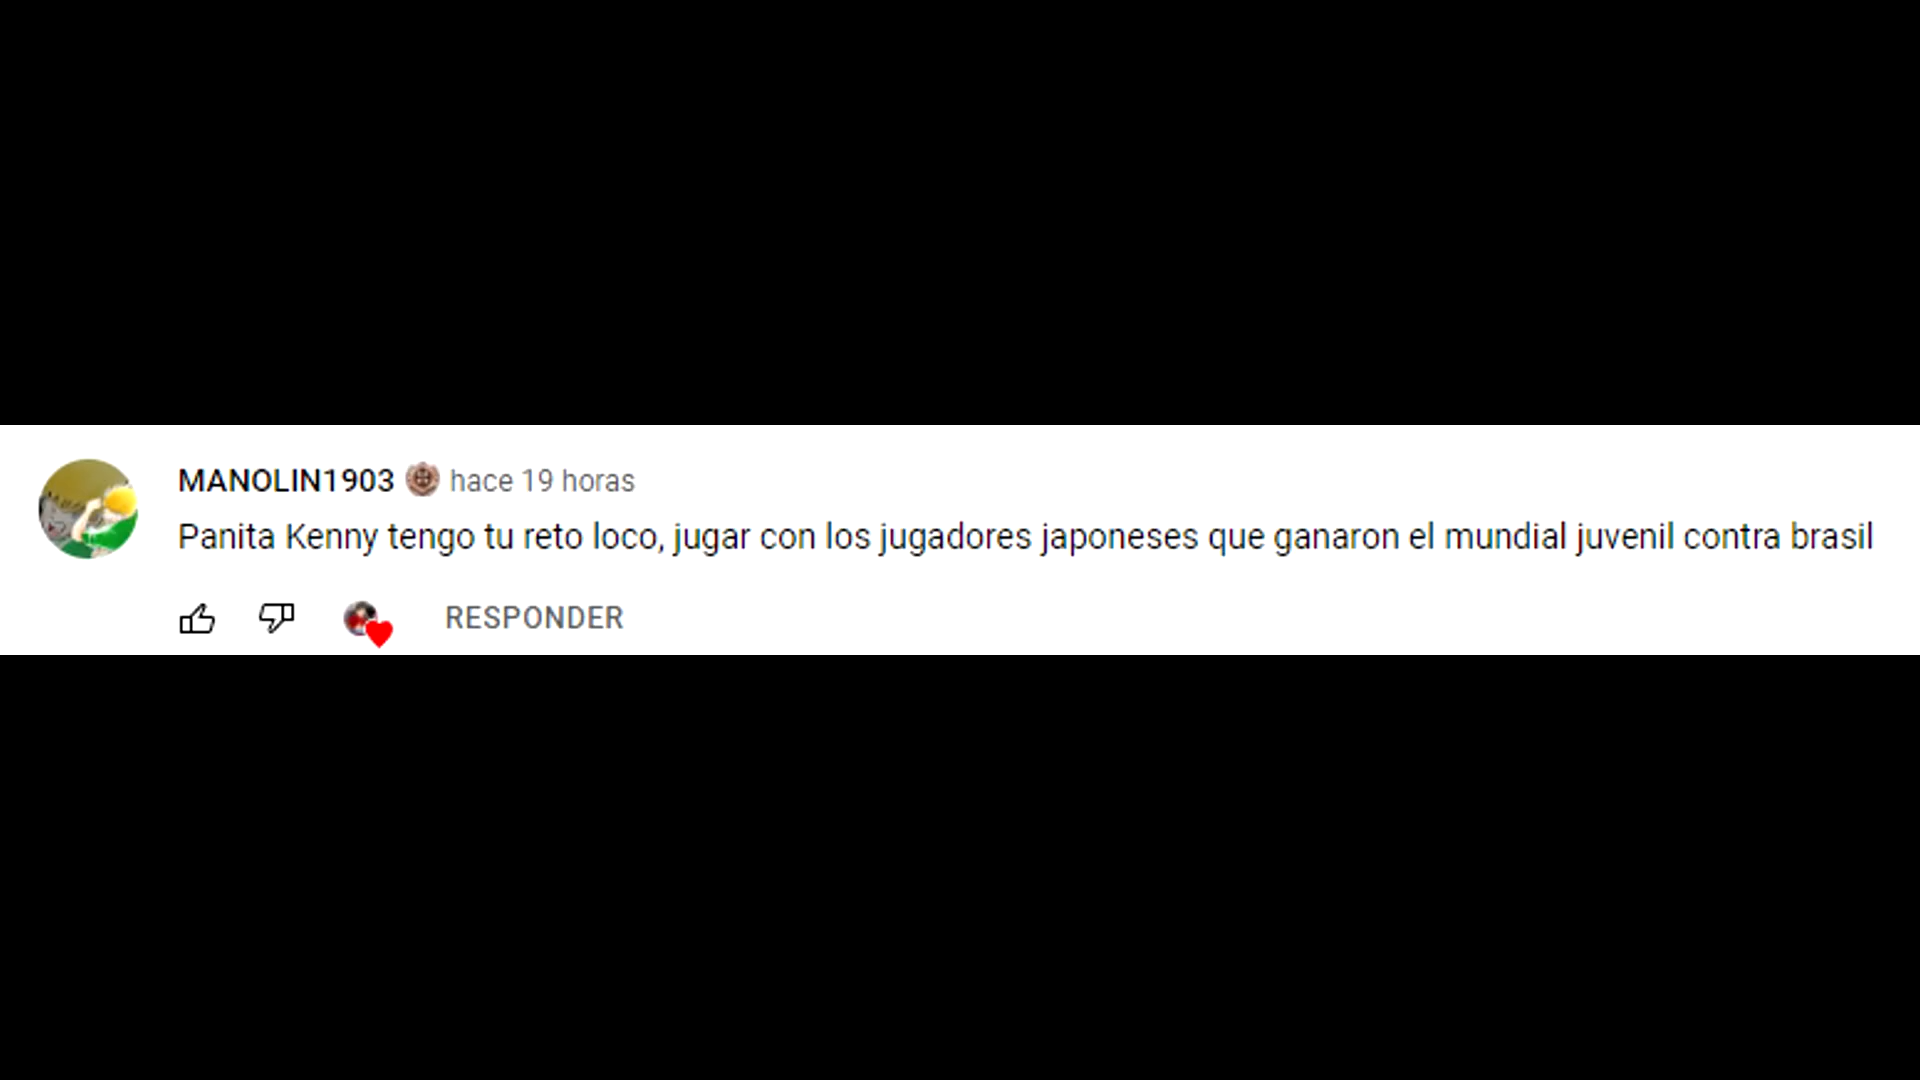 MANOLIN1903 hace 19 horas
Panita Kenny tengo tu reto loco, jugar con los jugadores japoneses que ganaron el mundial juvenil contra brasil
RESPONDER